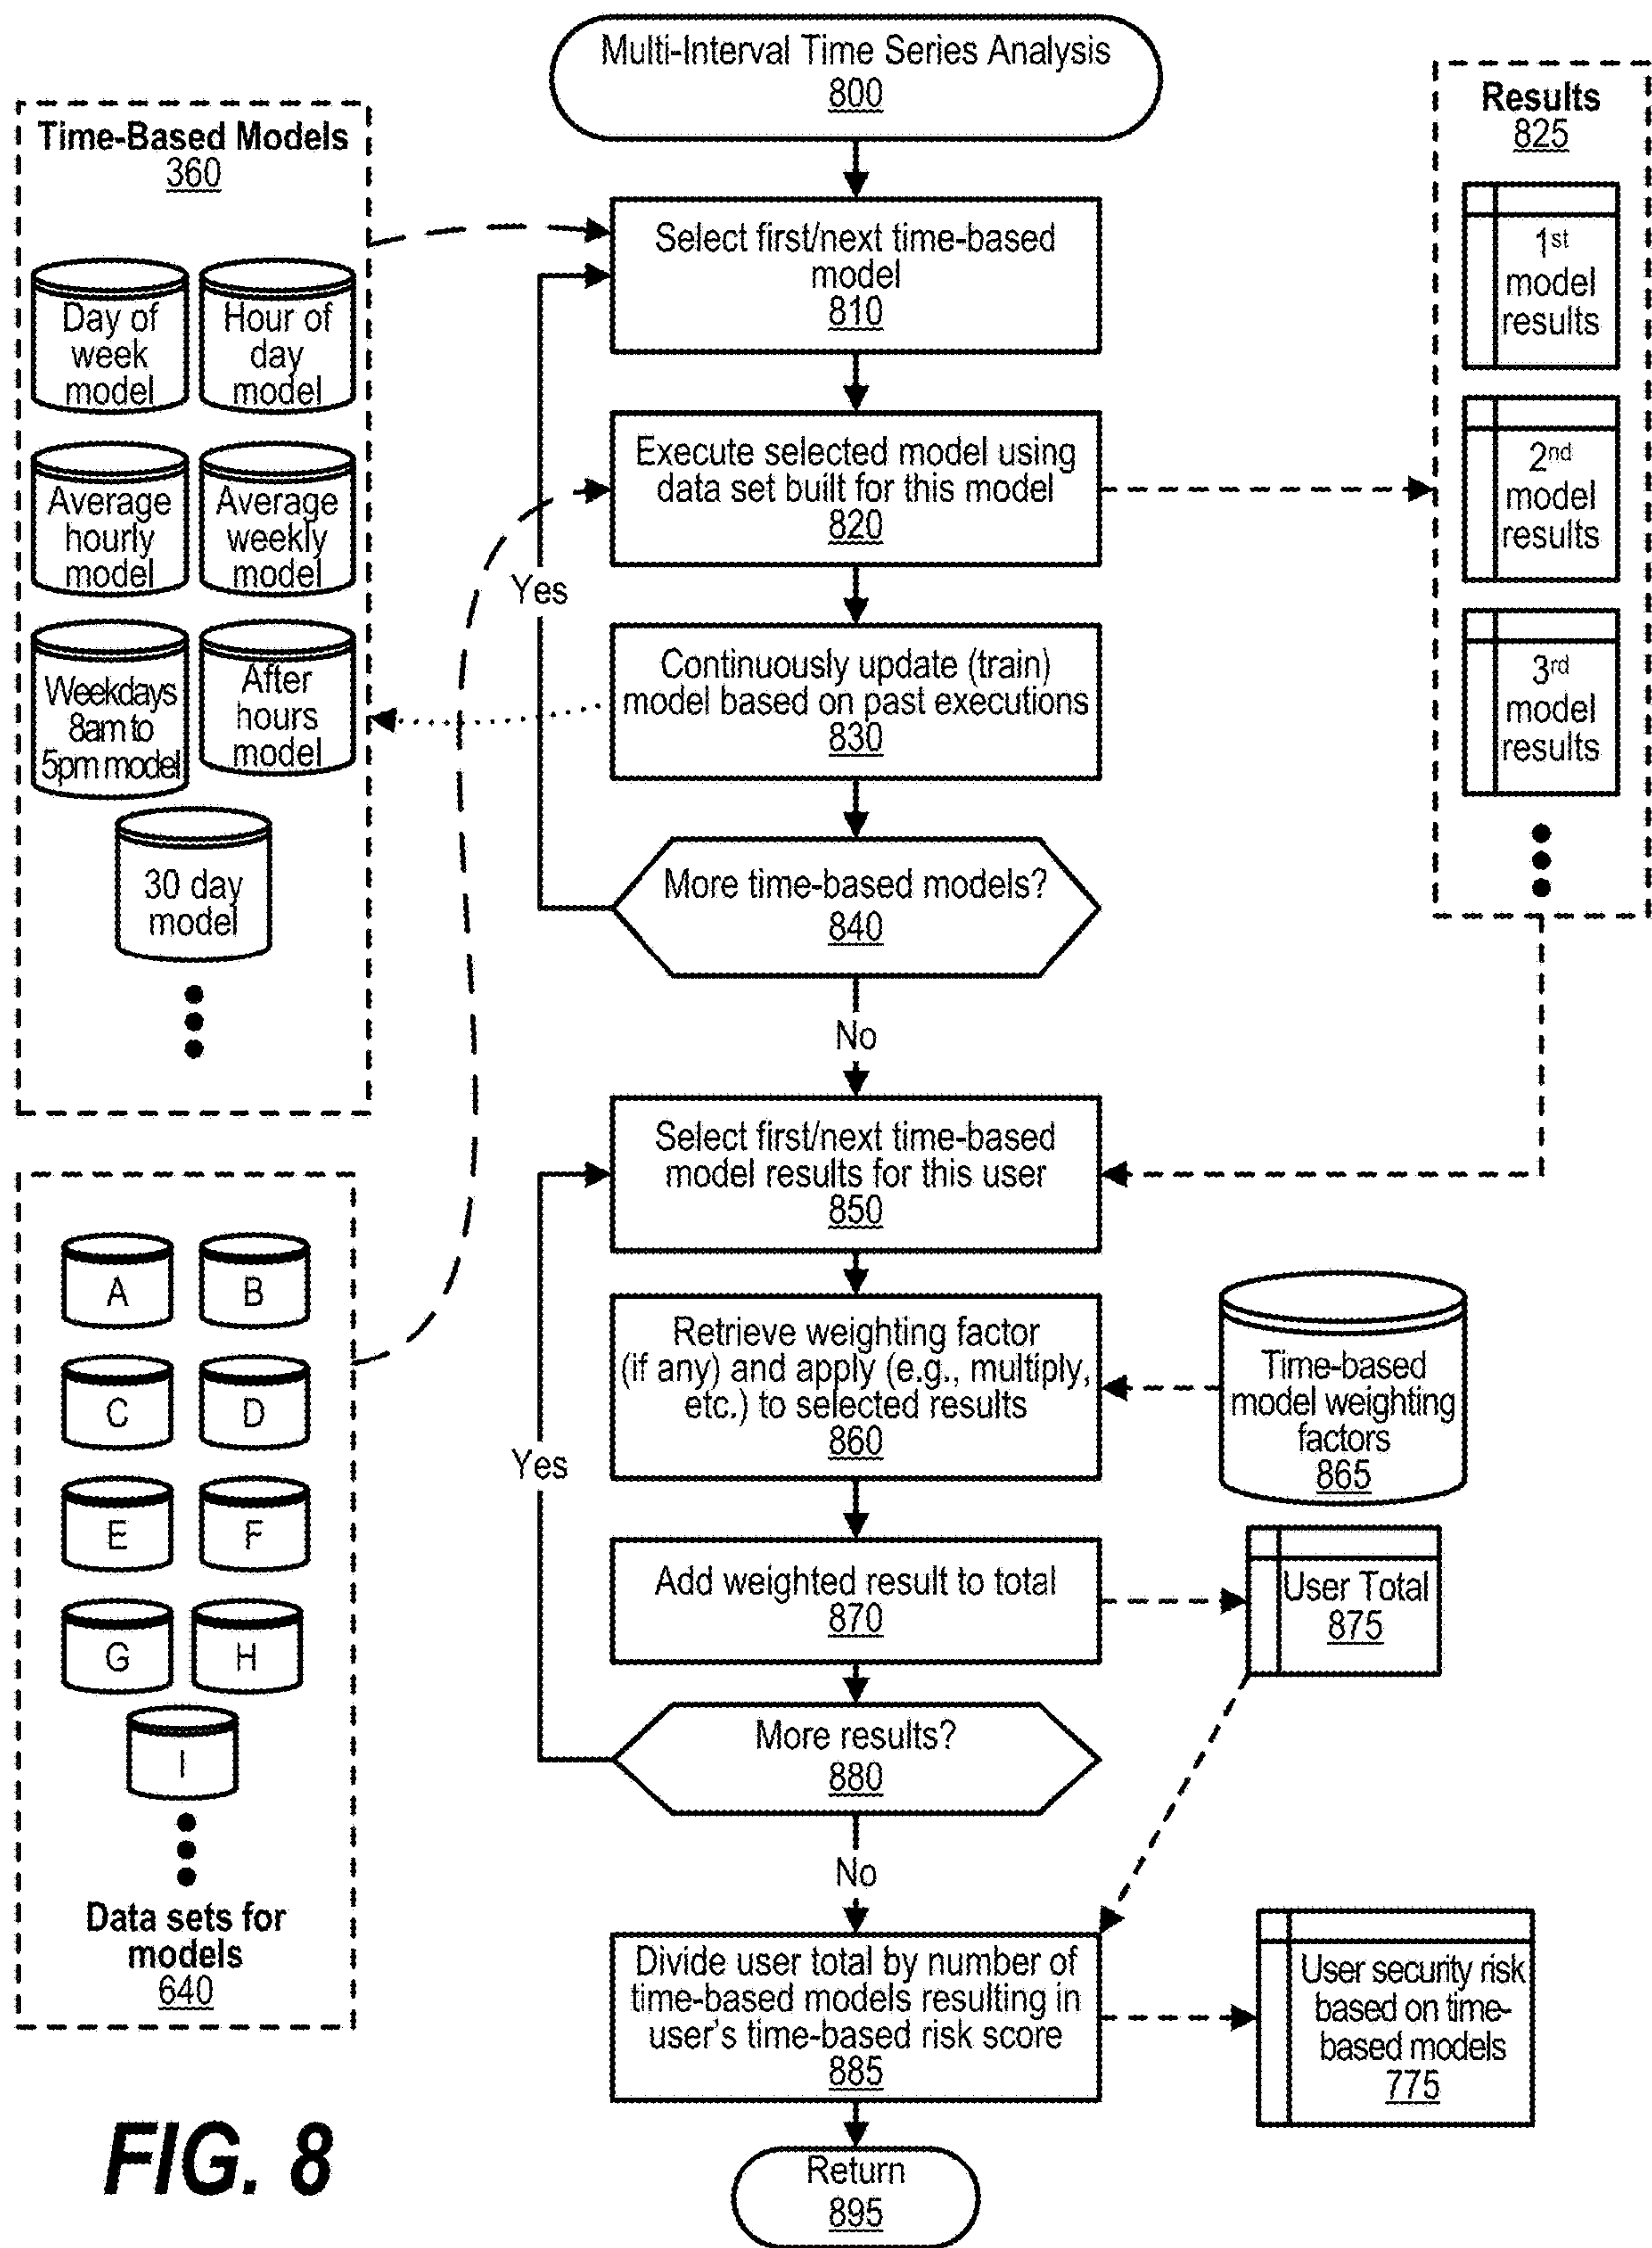 Multi-Interval Time Series Analysis
800
Time-Based Models
360
Day of
week
model
Hour of
day
model
Average
hourly
model
Average
weekly
model
Weekdays
8am to
5pm model
After
hours
model
30 day
model
Select first/next time-based
model
810
Execute selected model using
data set built for this model
820
Continuously update (train)
model based on past executions
830
More time-based models?
840
Yes
No
Results
825
1st
model
results
2nd
model
results
3rd
model
results
Select first/next time-based
model results for this user
850
Retrieve weighting factor
(if any) and apply (e.g., multiply,
etc.) to selected results
860
Time-based
model weighting
factors
865
Add weighted result to total
870
User Total
875
More results?
880
Yes
No
A
B
C
D
E
F
G
H
I
Data sets for
models
640
Divide user total by number of
time-based models resulting in
user's time-based risk score
885
User security risk
based on time-
based models
775
Return
895
FIG. 8